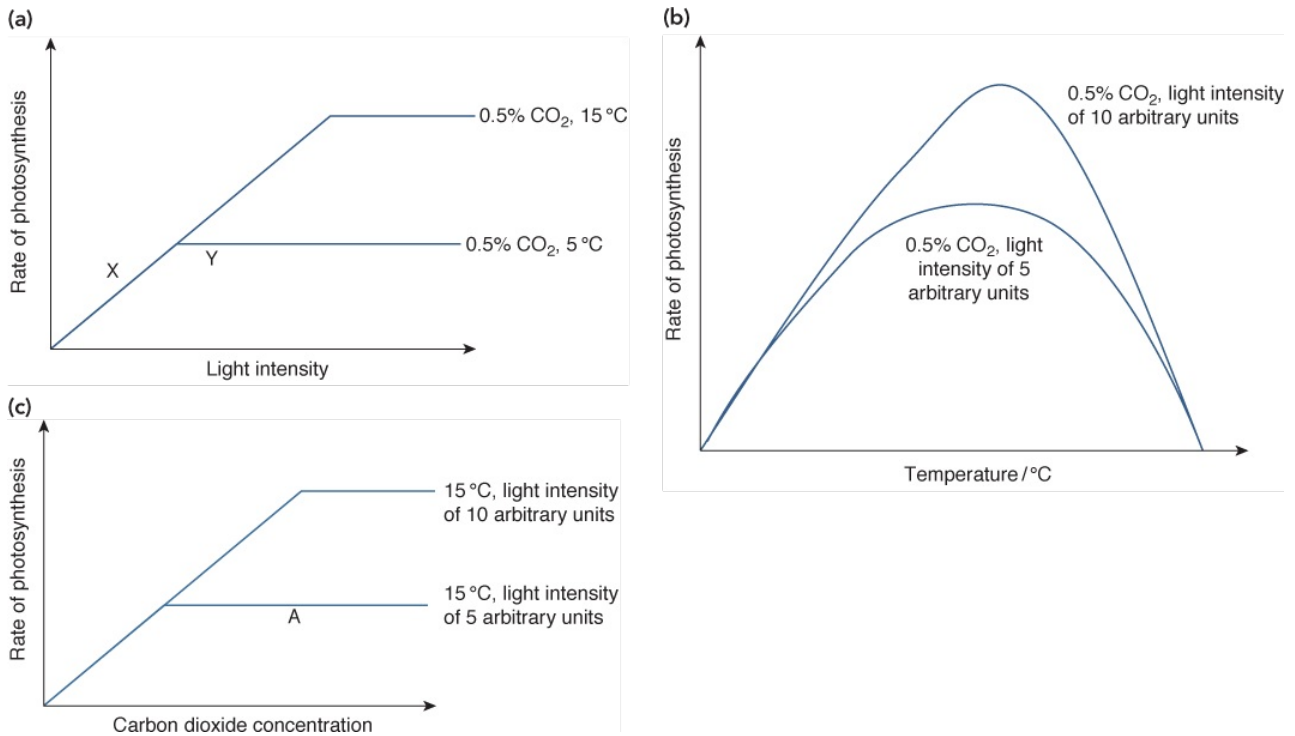 (a)
Rate of photosynthesis
0.5% CO₂, 15 °C
0.5% CO₂, 5 °C
X
Y
Light intensity
(b)
Rate of photosynthesis
0.5% CO₂, light intensity
of 10 arbitrary units
0.5% CO₂, light
intensity of 5
arbitrary units
Temperature / °C
(c)
Rate of photosynthesis
15 °C, light intensity
of 10 arbitrary units
15 °C, light intensity
of 5 arbitrary units
A
Carbon dioxide concentration